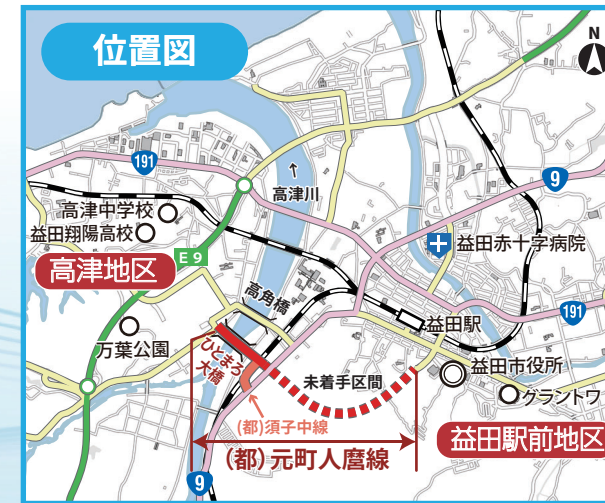 位置図
N
191
9
↑
高津川
高津中学校
益田翔陽高校
E 9
益田赤十字病院
高津地区
高角橋
191
益田駅
万葉公園
ひとまろ
大橋
益田市役所
未着手区間
グラントワ
(都)須子中線
益田駅前地区
(都)元町人麿線
9